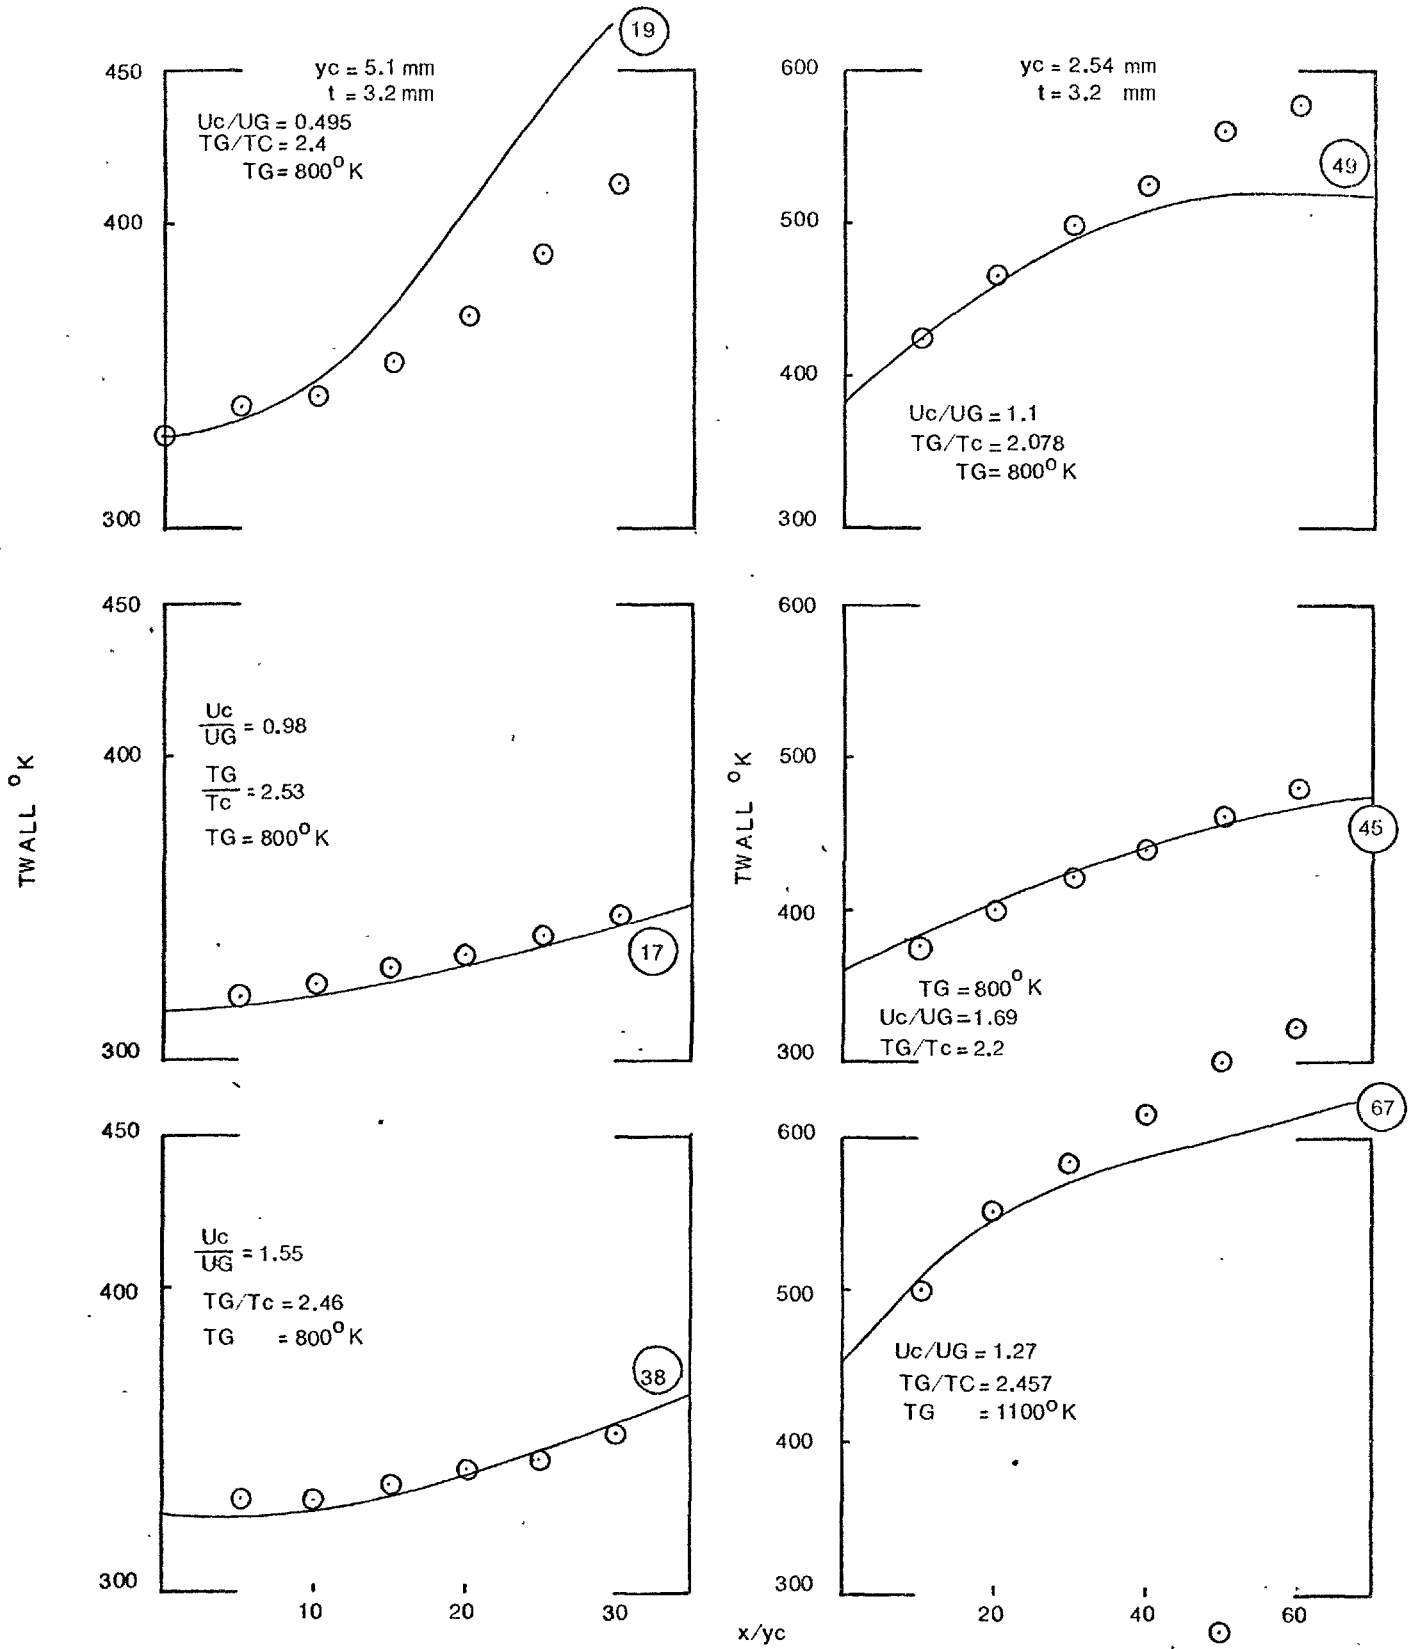 19
450
yc = 5.1 mm
t = 3.2 mm
Uc/UG = 0.495
TG/TC = 2.4
TG = 800°K
400
300
600
yc = 2.54 mm
t = 3.2 mm
49
500
400
Uc/UG = 1.1
TG/Tc = 2.078
TG = 800°K
300
TWALL °K
450
Uc
UG = 0.98
400
TG
Tc = 2.53
TG = 800°K
17
300
TWALL °K
600
500
45
400
TG = 800°K
Uc/UG = 1.69
TG/Tc = 2.2
300
450
Uc
UG = 1.55
400
TG/Tc = 2.46
TG = 800°K
38
300
10 20 30
67
600
500
Uc/UG = 1.27
TG/TC = 2.457
TG = 1100°K
400
300
20 40 60
x/yc